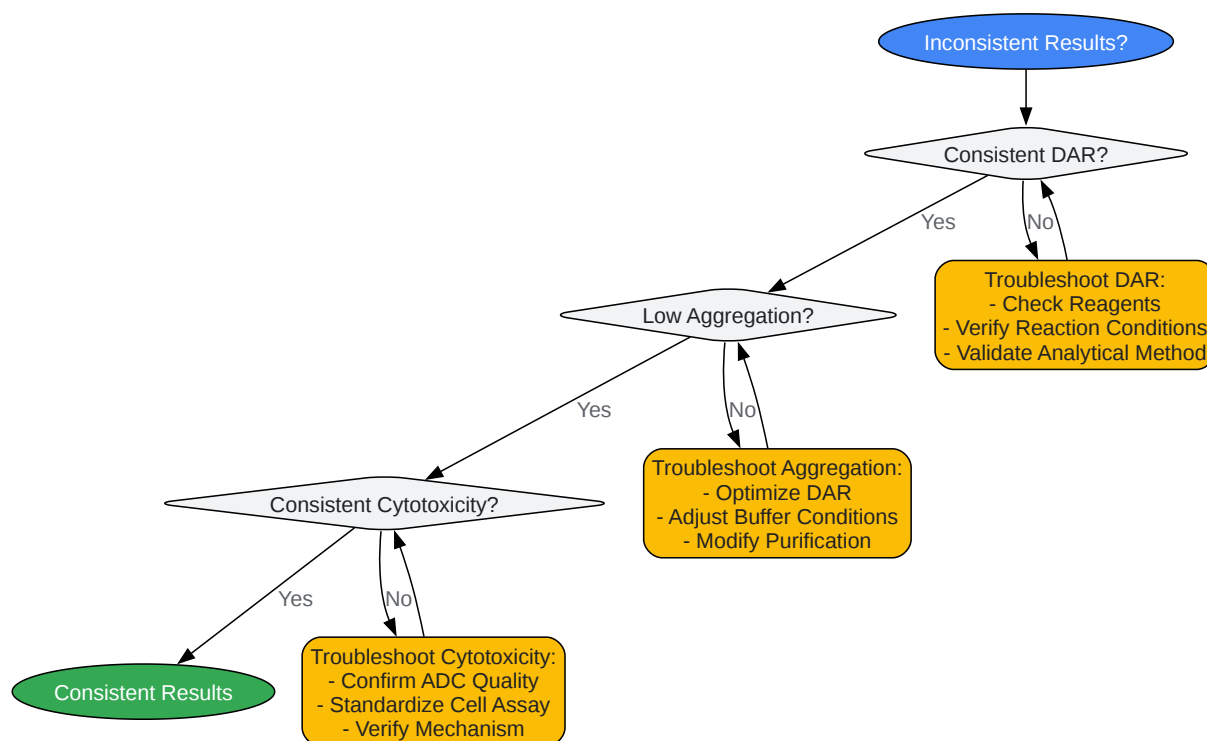 Inconsistent Results?
Consistent DAR?
Yes
No
Troubleshoot DAR:
- Check Reagents
- Verify Reaction Conditions
- Validate Analytical Method
Low Aggregation?
Yes
No
Troubleshoot Aggregation:
- Optimize DAR
- Adjust Buffer Conditions
- Modify Purification
Consistent Cytotoxicity?
Yes
No
Troubleshoot Cytotoxicity:
- Confirm ADC Quality
- Standardize Cell Assay
- Verify Mechanism
Consistent Results